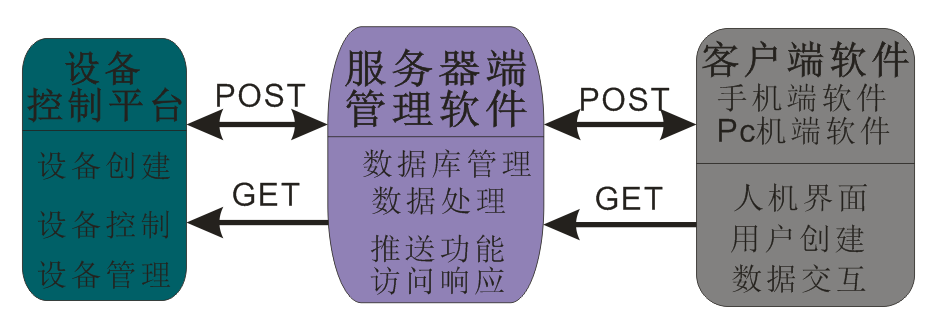 设备
控制平台
设备创建
设备控制
设备管理
POST
GET
服务器端
管理软件
数据库管理
数据处理
推送功能
访问响应
POST
GET
客户端软件
手机端软件
Pc机端软件
人机界面
用户创建
数据交互